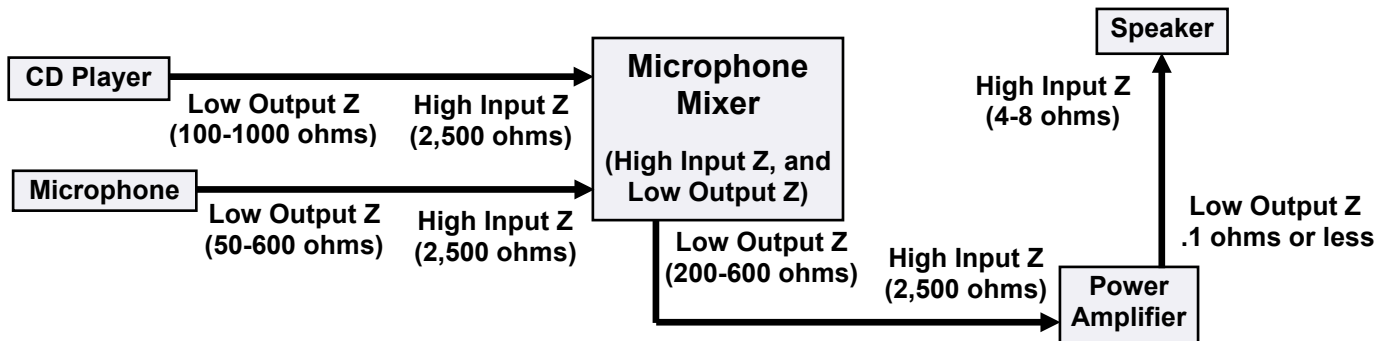 CD Player
Low Output Z
(100-1000 ohms)
High Input Z
(2,500 ohms)
Microphone
Low Output Z
(50-600 ohms)
High Input Z
(2,500 ohms)
Microphone
Mixer
(High Input Z, and
Low Output Z)
Low Output Z
(200-600 ohms)
High Input Z
(2,500 ohms)
Power
Amplifier
Low Output Z
.1 ohms or less
High Input Z
(4-8 ohms)
Speaker